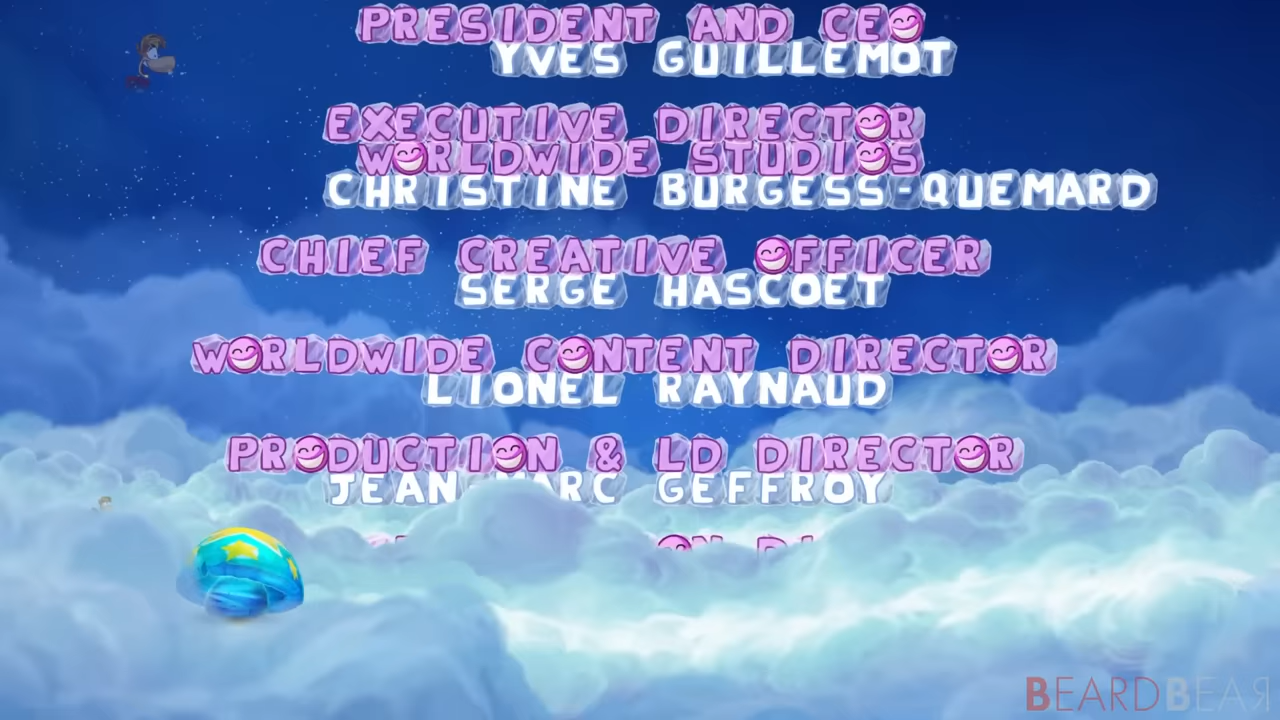 PRESIDENT AND CEO
YVES GUILLEMOT
EXECUTIVE DIRECTOR
WORLDWIDE STUDIOS
CHRISTINE BURGESS-QUEMARD
CHIEF CREATIVE OFFICER
SERGE HASCOET
WORLDWIDE CONTENT DIRECTOR
LIONEL RAYNAUD
PRODUCTION & LD DIRECTOR
JEAN-MARC GEFFROY
BEARDBEAR